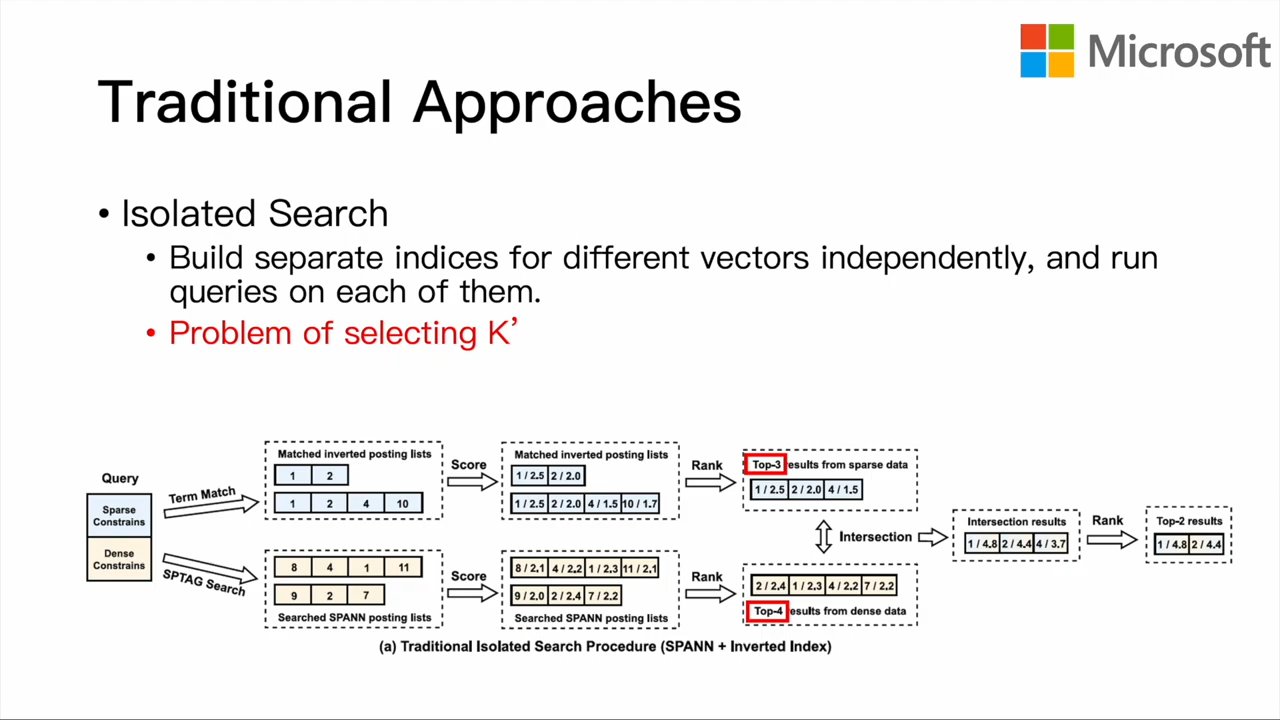 Microsoft
Traditional Approaches
• Isolated Search
• Build separate indices for different vectors independently, and run
queries on each of them.
• Problem of selecting K’
Query
Sparse
Constrains
Dense
Constrains
Term Match
SPTAG Search
Matched inverted posting lists
1 2
1 2 4 10
8 4 1 11
9 2 7
Searched SPANN posting lists
Score
Score
Matched inverted posting lists
1 / 2.5 2 / 2.0
1 / 2.5 2 / 2.0 4 / 1.5 10 / 1.7
8 / 2.1 4 / 2.2 1 / 2.3 11 / 2.1
9 / 2.0 2 / 2.4 7 / 2.2
Searched SPANN posting lists
Rank
Rank
Top-3 results from sparse data
1 / 2.5 2 / 2.0 4 / 1.5
Intersection
2 / 2.4 1 / 2.3 4 / 2.2 7 / 2.2
Top-4 results from dense data
Intersection results
1 / 4.8 2 / 4.4 4 / 3.7
Rank
Top-2 results
1 / 4.8 2 / 4.4
(a) Traditional Isolated Search Procedure (SPANN + Inverted Index)